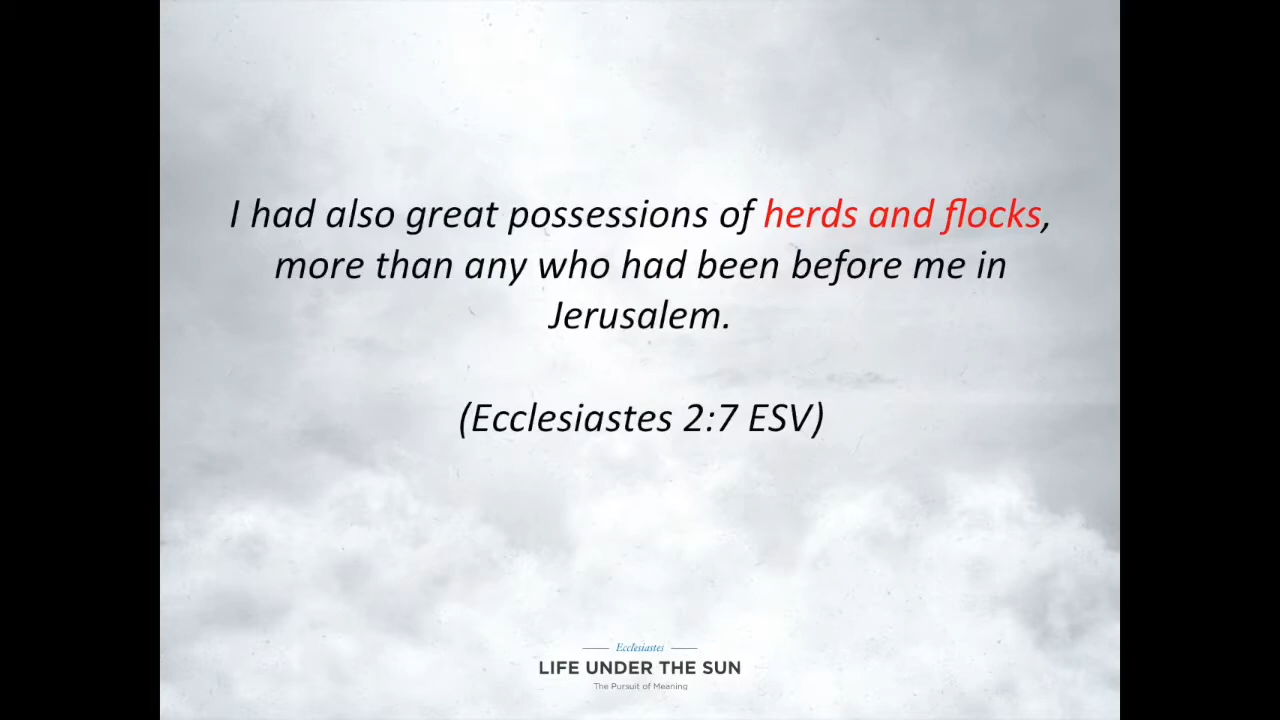 I had also great possessions of herds and flocks,
more than any who had been before me in
Jerusalem.
(Ecclesiastes 2:7 ESV)
Ecclesiastes
LIFE UNDER THE SUN
The Pursuit of Meaning